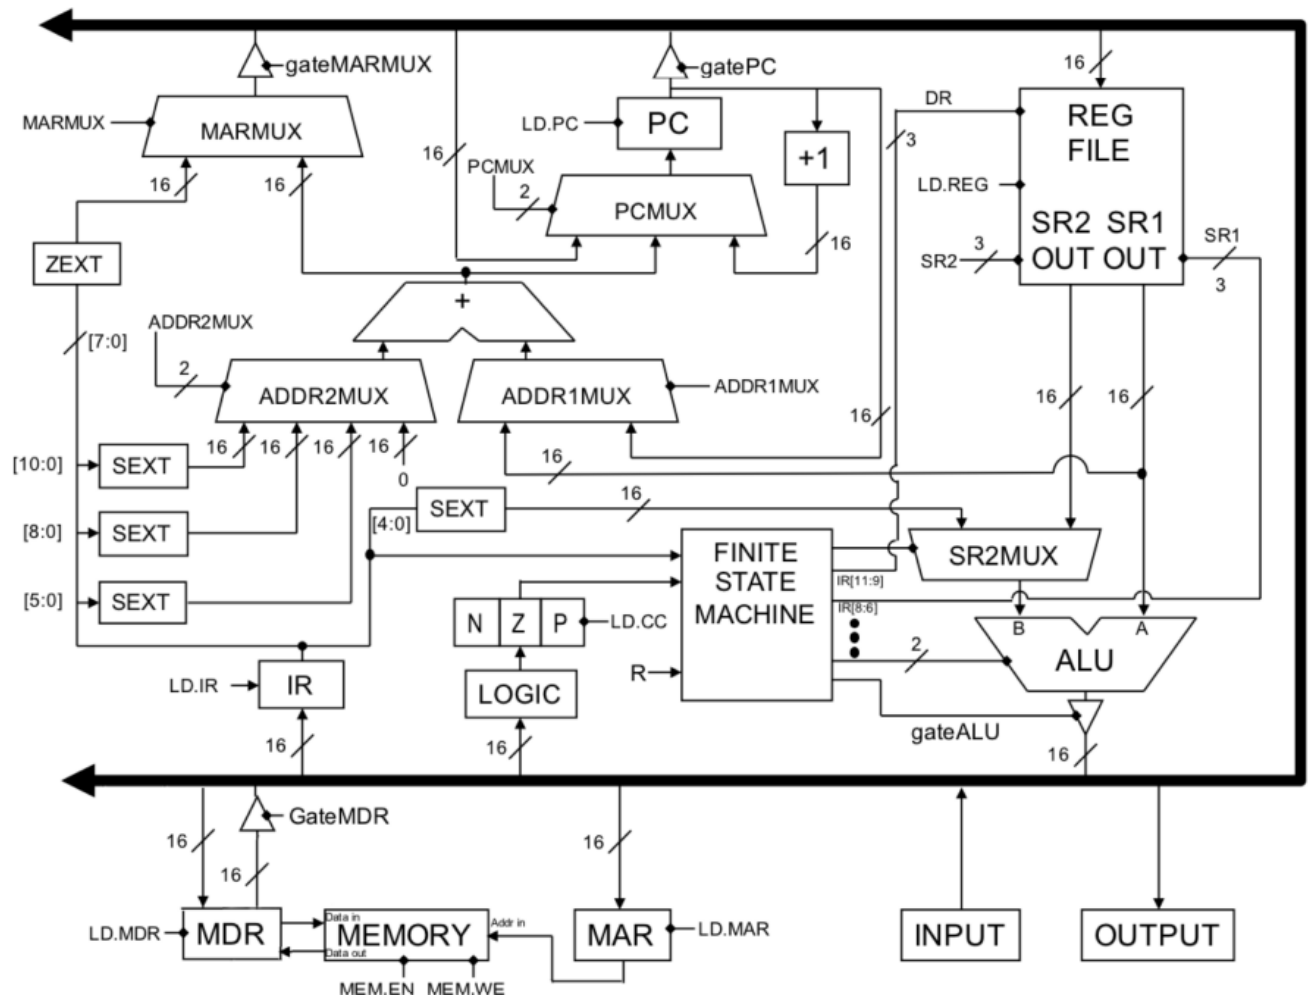 gateMARMUX
gatePC
16
MARMUX
MARMUX
LD.PC
PC
DR
REG
FILE
3
+1
16
PCMUX
2
PCMUX
16
16
LD.REG
SR2 SR1
OUT OUT
SR2
3
SR1
3
ZEXT
16
+
[7:0]
ADDR2MUX
2
ADDR2MUX
ADDR1MUX
ADDR1MUX
16
16
16
16
16
16
16
[10:0]
SEXT
0
16
SEXT
16
[4:0]
[8:0]
SEXT
FINITE
STATE
MACHINE
SR2MUX
IR[11:9]
IR[8:6]
[5:0]
SEXT
N Z P
LD.CC
B
A
ALU
2
R
LD.IR
IR
LOGIC
gateALU
16
16
16
GateMDR
16
16
16
LD.MDR
MDR
Data in
MEMORY
Data out
Addr in
MAR
LD.MAR
INPUT
OUTPUT
MEM.EN
MEM.WE